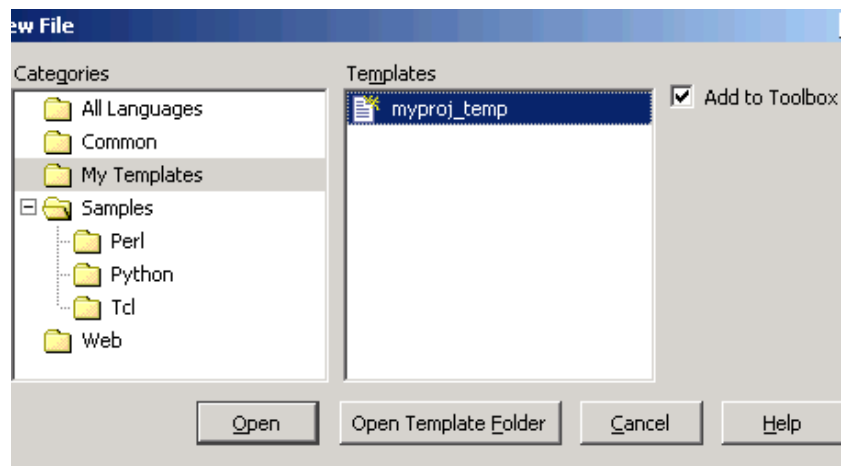 ew File
Categories
All Languages
Common
My Templates
Samples
Perl
Python
Tcl
Web
Templates
myproj_temp
Add to Toolbox
Open
Open Template Folder
Cancel
Help